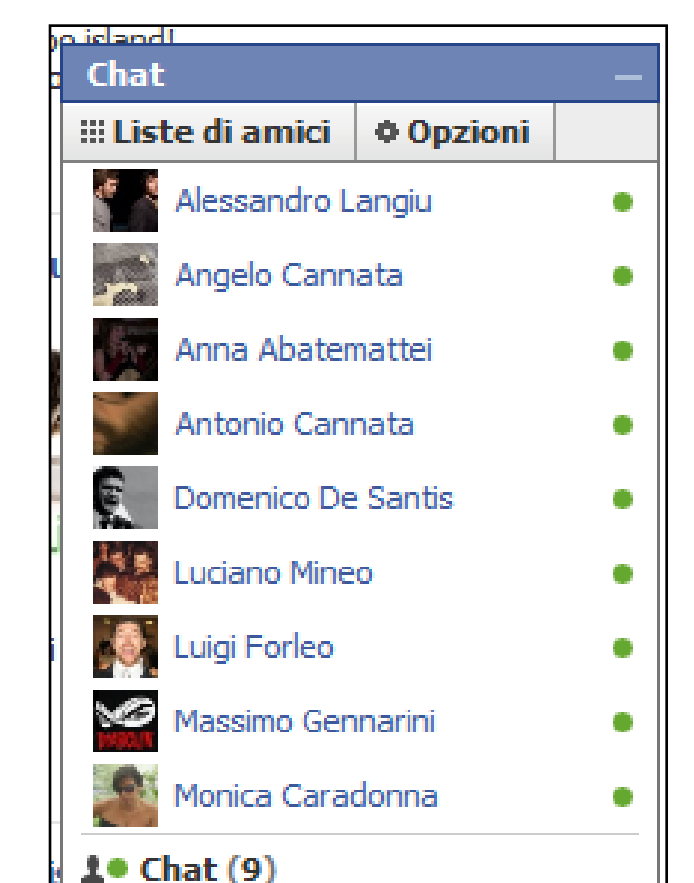 island!
Chat
Liste di amici Opzioni
Alessandro Langiu
Angelo Cannata
Anna Abatemattei
Antonio Cannata
Domenico De Santis
Luciano Mineo
Luigi Forleo
Massimo Gennarini
Monica Caradonna
Chat (9)